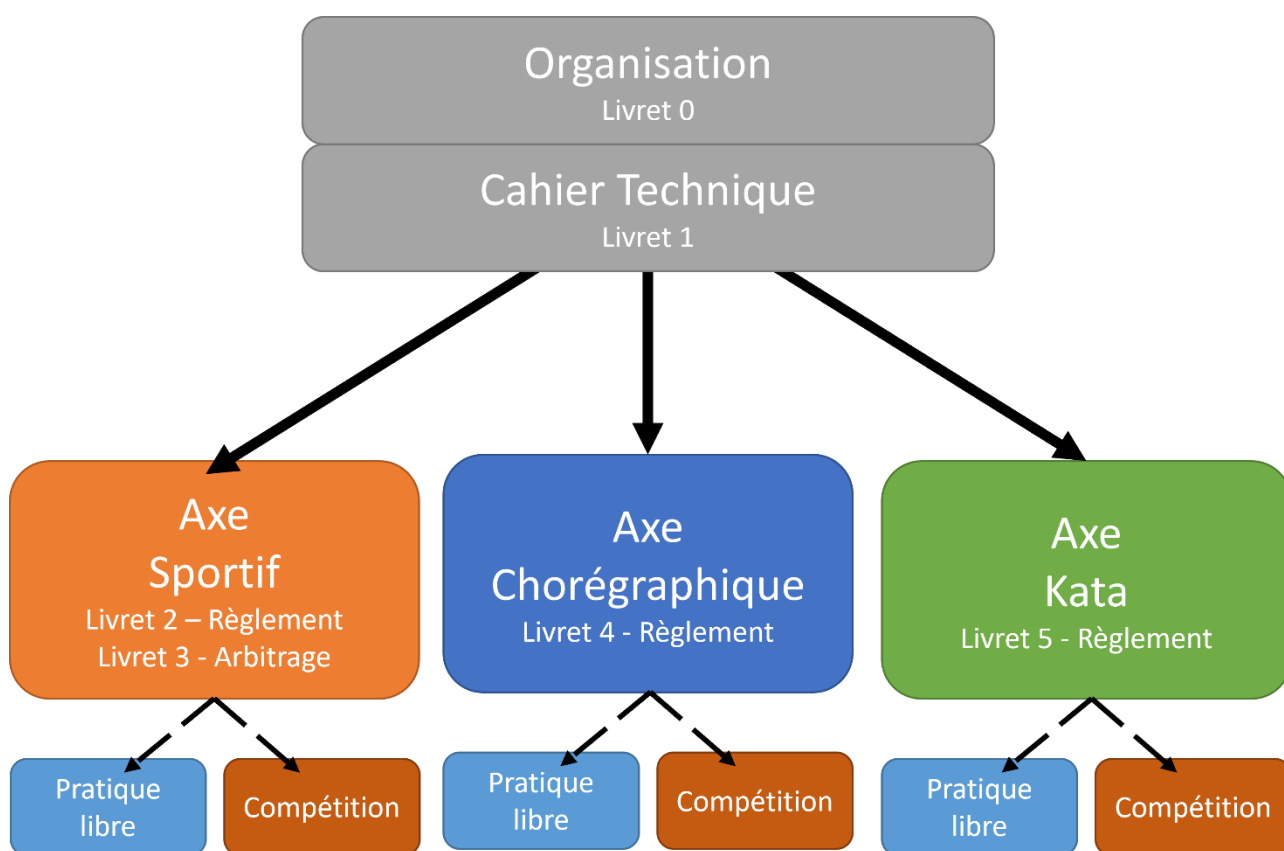 Organisation
Livret 0
Cahier Technique
Livret 1
Axe
Sportif
Livret 2 – Règlement
Livret 3 - Arbitrage
Axe
Chorégraphique
Livret 4 - Règlement
Axe
Kata
Livret 5 - Règlement
Pratique
libre
Compétition
Pratique
libre
Compétition
Pratique
libre
Compétition